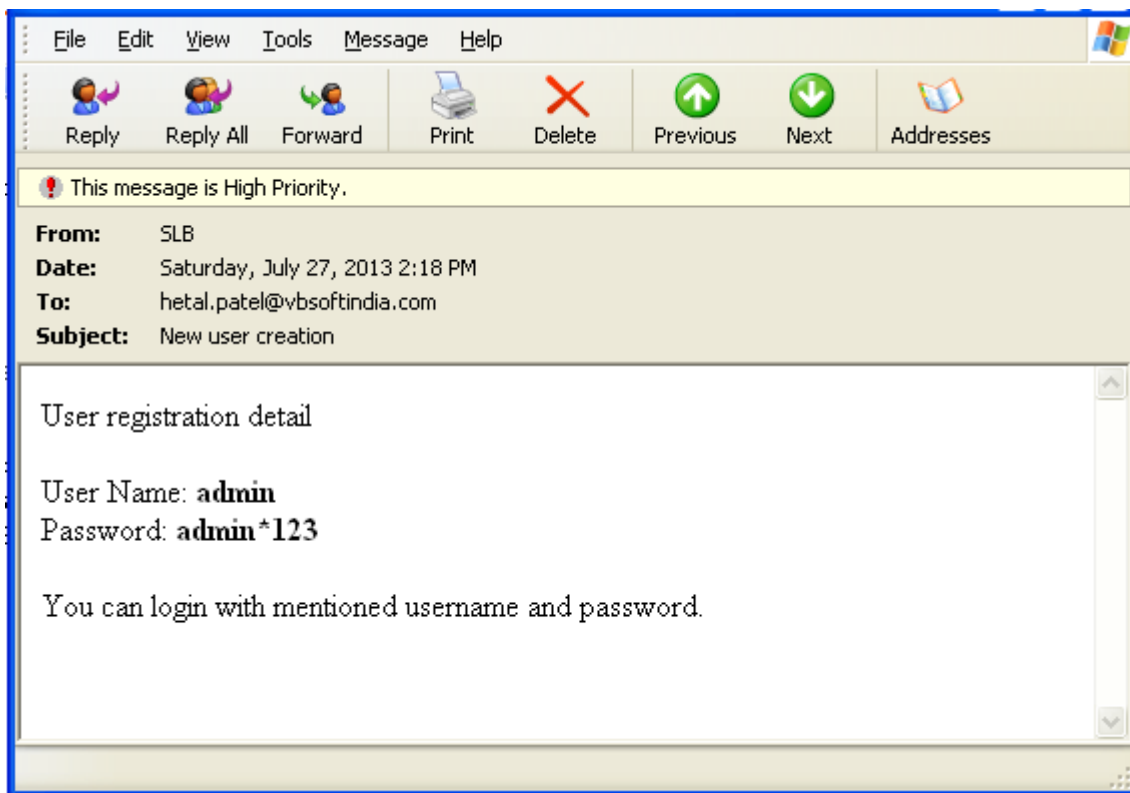 File Edit View Tools Message Help
Reply Reply All Forward Print Delete Previous Next Addresses
This message is High Priority.
From: SLB
Date: Saturday, July 27, 2013 2:18 PM
To: hetal.patel@vbsoftindia.com
Subject: New user creation
User registration detail
User Name: admin
Password: admin*123
You can login with mentioned username and password.